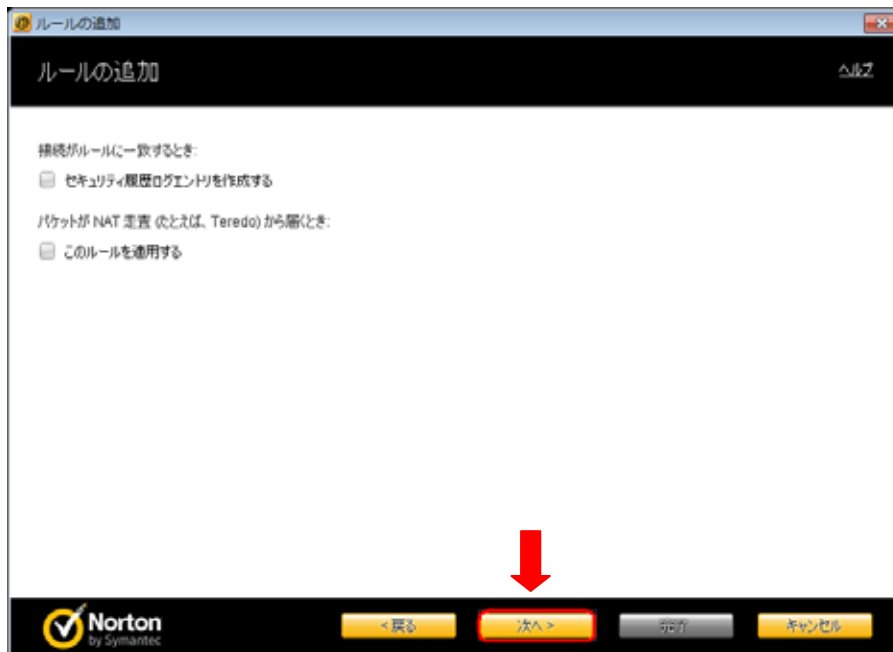 ルールの追加
ルールの追加
ヘルプ
接続がルールに一致するとき:
セキュリティ履歴ログエントリを作成する
パケットが NAT 走査 (たとえば、Teredo) から届くとき:
このルールを適用する
Norton
by Symantec
< 戻る
次へ >
完了
キャンセル